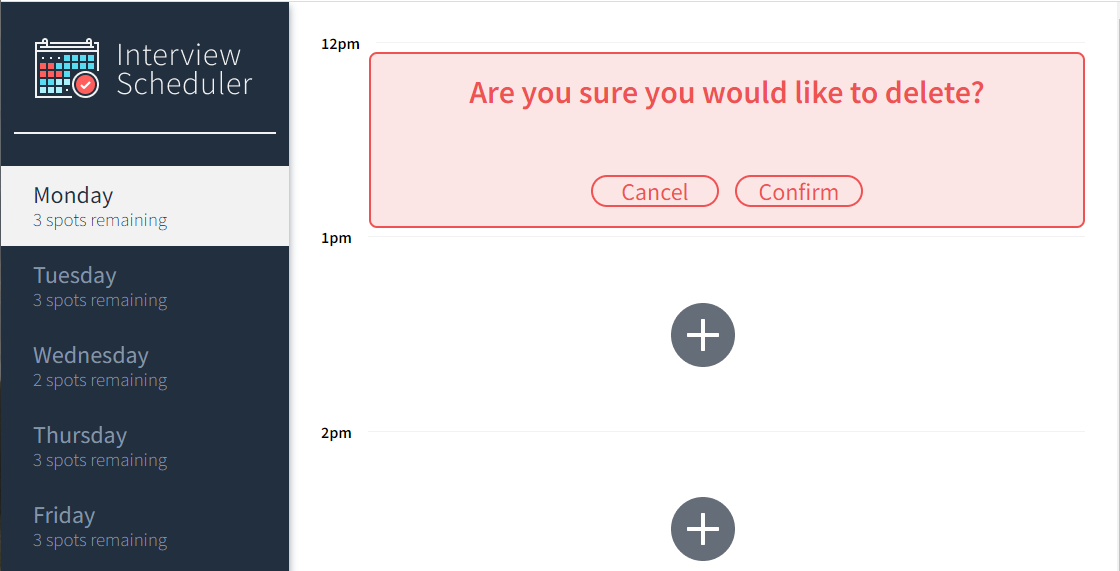 Interview
Scheduler
Monday
3 spots remaining
Tuesday
3 spots remaining
Wednesday
2 spots remaining
Thursday
3 spots remaining
Friday
3 spots remaining
12pm
Are you sure you would like to delete?
Cancel
Confirm
1pm
2pm